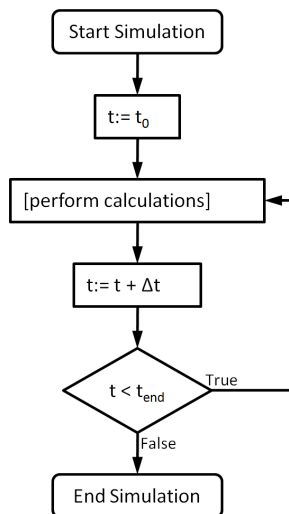 Start Simulation
t:= t₀
[perform calculations]
t:= t + Δt
t < tₑₙd
True
False
End Simulation